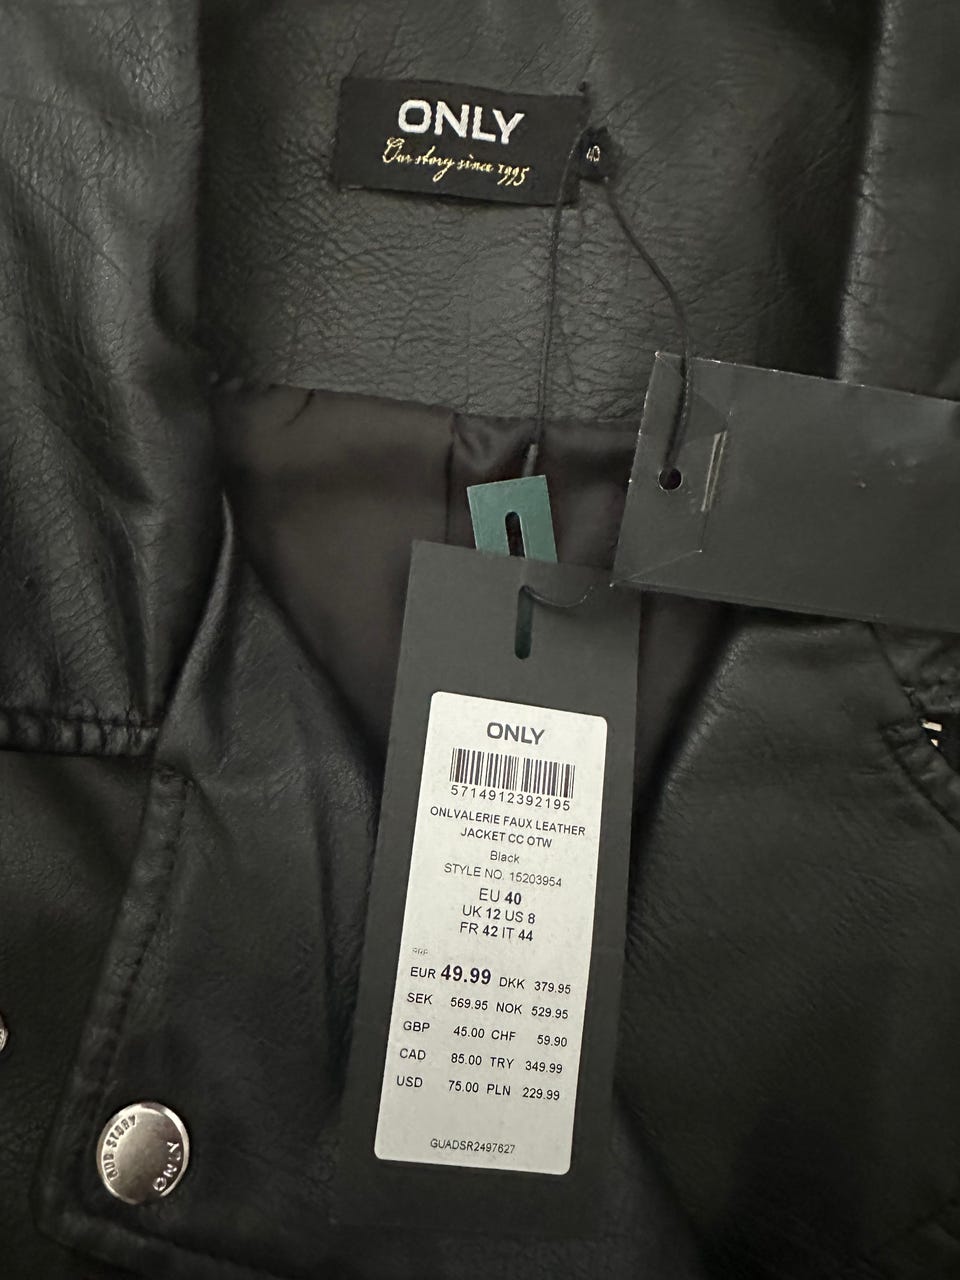 ONLY
Our story since 1995
40
ONLY
5714912392195
ONLVALERIE FAUX LEATHER
JACKET CC OTW
Black
STYLE NO. 15203954
EU 40
UK 12 US 8
FR 42 IT 44
RRP
EUR 49.99 DKK 379.95
SEK 569.95 NOK 529.95
GBP 45.00 CHF 59.90
CAD 85.00 TRY 349.99
USD 75.00 PLN 229.99
GUADSR2497627
OUR STORY
ONLY